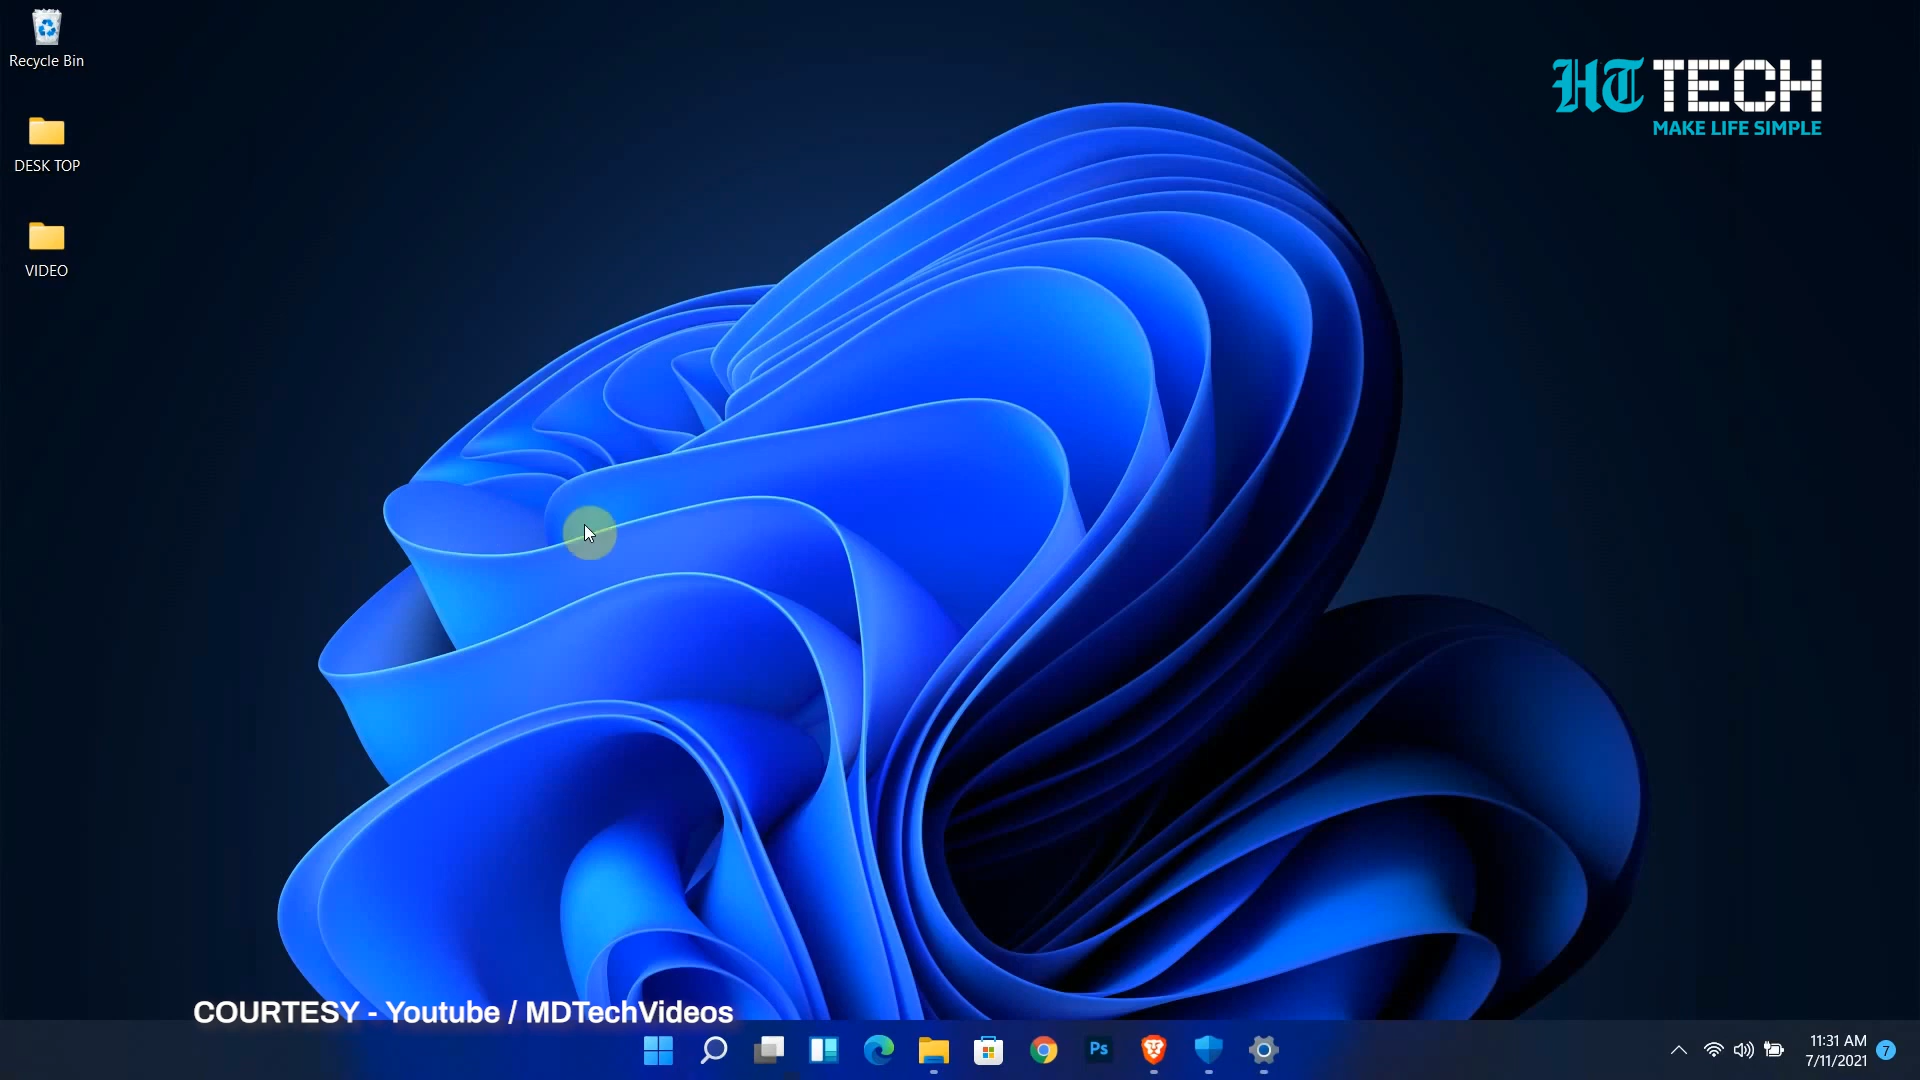 Recycle Bin
DESK TOP
VIDEO
HT TECH
MAKE LIFE SIMPLE
COURTESY - Youtube / MDTechVideos
Ps
11:31 AM
7/11/2021
7